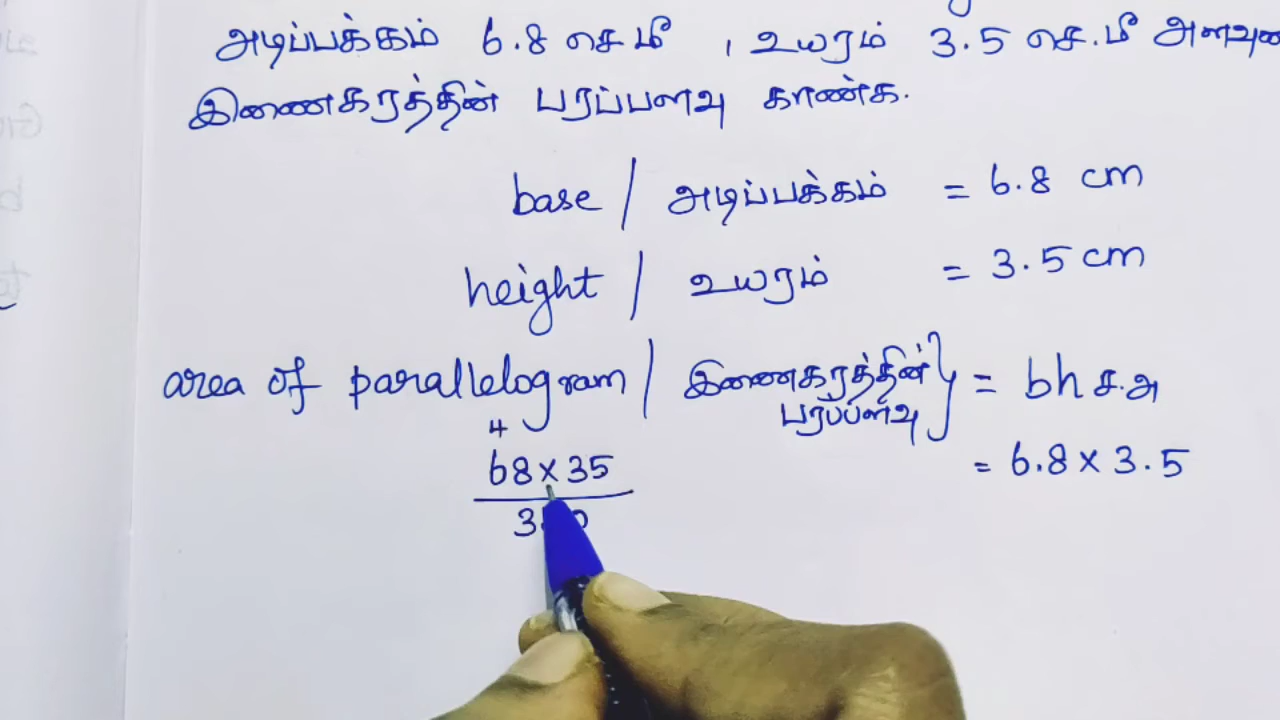 அடிப்பக்கம் 6.8 செ.மீ , உயரம் 3.5 செ.மீ
இணைகரத்தின் பரப்பளவு காண்க.
base / அடிப்பக்கம் = 6.8 cm
height / உயரம் = 3.5 cm
area of parallelogram / இணைகரத்தின் பரப்பளவு } = bh ச.அ
= 6.8 × 3.5
4
68 × 35